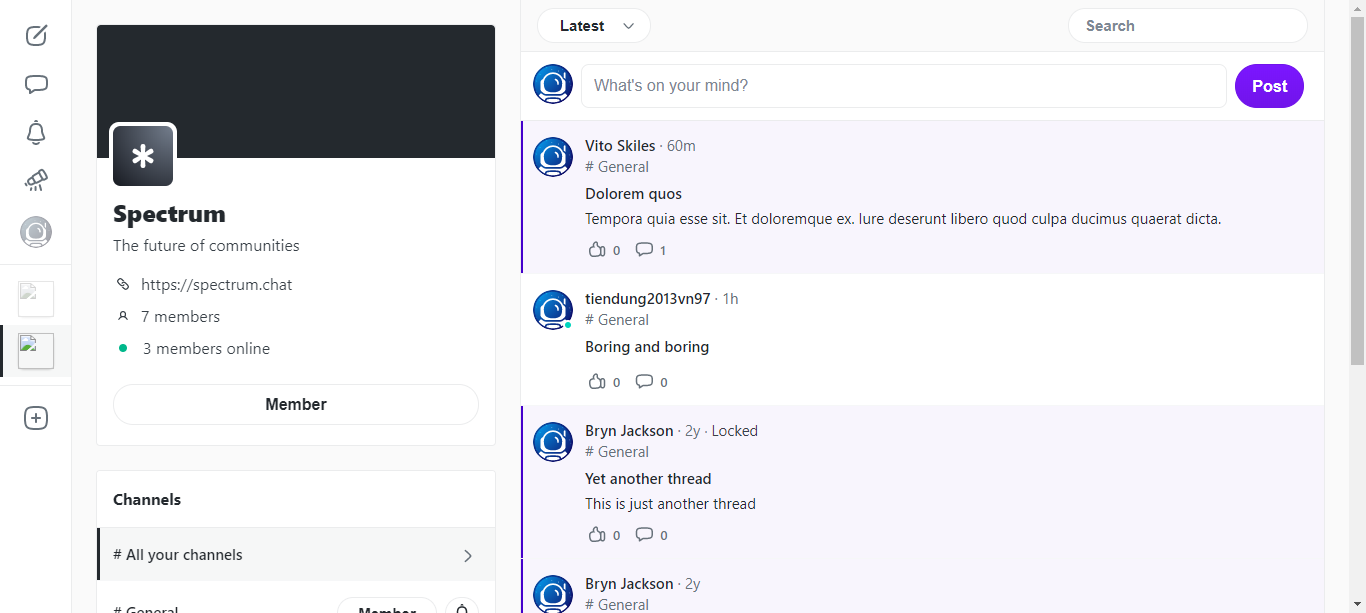 Spectrum
The future of communities
https://spectrum.chat
7 members
3 members online
Member
Channels
# All your channels
# General
Member
Latest
Search
What's on your mind?
Post
Vito Skiles · 60m
# General
Dolorem quos
Tempora quia esse sit. Et doloremque ex. Iure deserunt libero quod culpa ducimus quaerat dicta.
0 1
tiendung2013vn97 · 1h
# General
Boring and boring
0 0
Bryn Jackson · 2y · Locked
# General
Yet another thread
This is just another thread
0 0
Bryn Jackson · 2y
# General